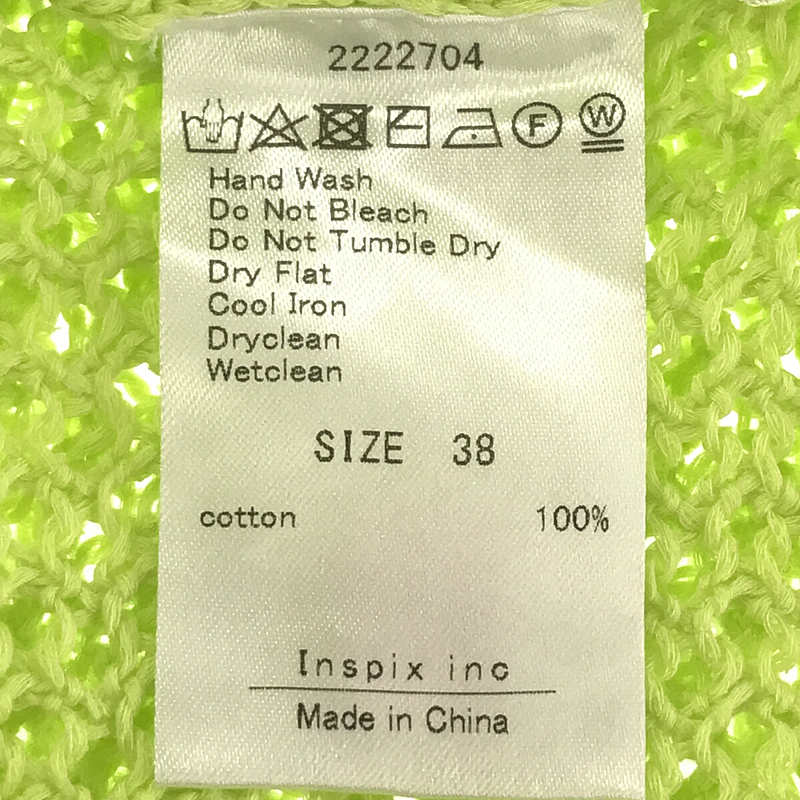 2222704
F W
Hand Wash
Do Not Bleach
Do Not Tumble Dry
Dry Flat
Cool Iron
Dryclean
Wetclean
SIZE 38
cotton 100%
Inspix inc
Made in China